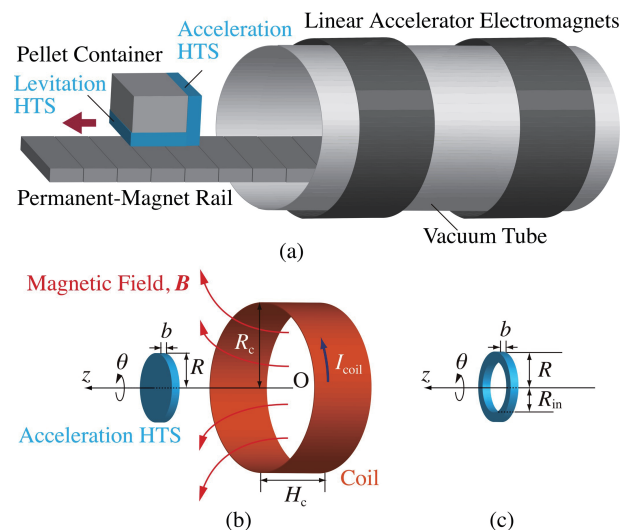 Linear Accelerator Electromagnets
Acceleration
HTS
Pellet Container
Levitation
HTS
Permanent-Magnet Rail
Vacuum Tube
(a)
Magnetic Field, B
b
R
θ
z
R_c
O
I_coil
Acceleration HTS
H_c
Coil
(b)
b
θ
R
z
R_in
(c)